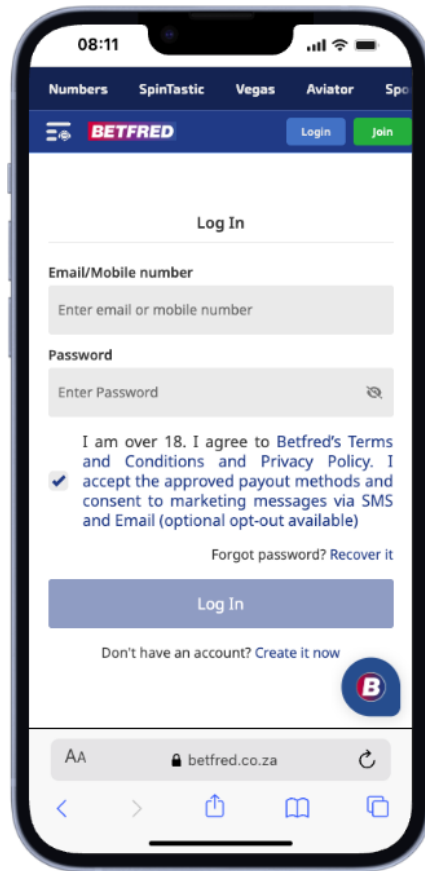 08:11
Numbers SpinTastic Vegas Aviator Spo
BETFRED Login Join
Log In
Email/Mobile number
Enter email or mobile number
Password
Enter Password
I am over 18. I agree to Betfred's Terms
and Conditions and Privacy Policy. I
accept the approved payout methods and
consent to marketing messages via SMS
and Email (optional opt-out available)
Forgot password? Recover it
Log In
Don't have an account? Create it now
B
AA betfred.co.za